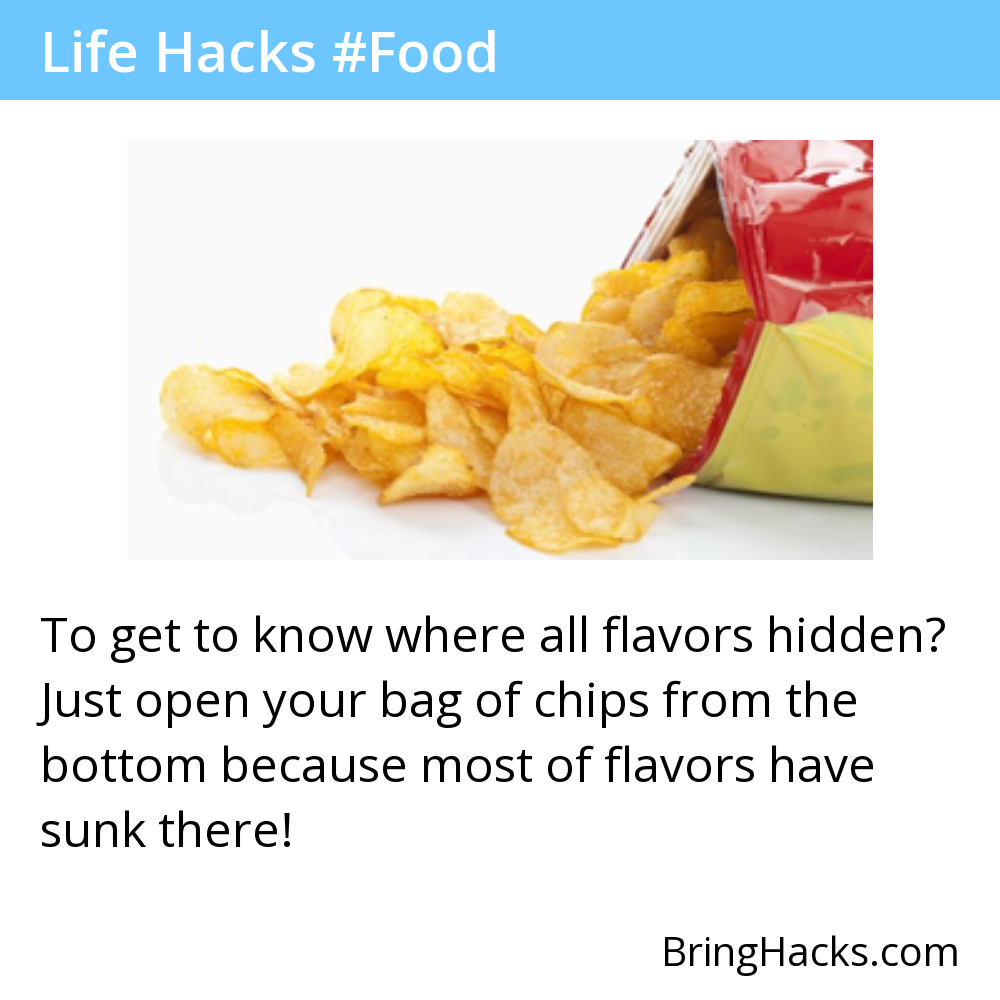 Life Hacks #Food
To get to know where all flavors hidden?
Just open your bag of chips from the
bottom because most of flavors have
sunk there!
BringHacks.com